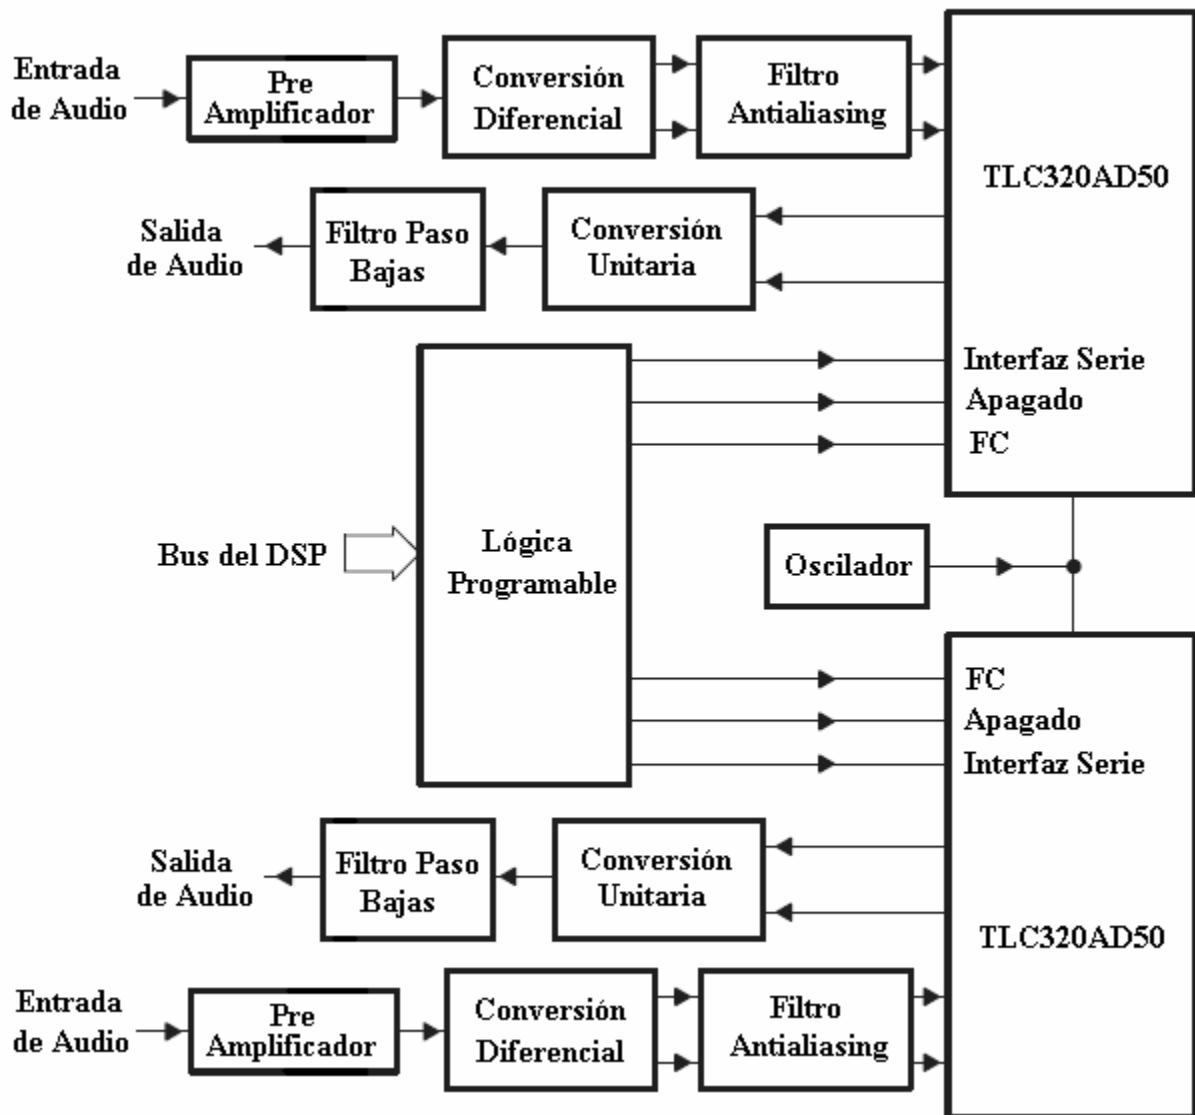 Entrada
de Audio
Pre
Amplificador
Conversión
Diferencial
Filtro
Antialiasing
TLC320AD50
Salida
de Audio
Filtro Paso
Bajas
Conversión
Unitaria
Interfaz Serie
Apagado
FC
Bus del DSP
Lógica
Programable
Oscilador
FC
Apagado
Interfaz Serie
Salida
de Audio
Filtro Paso
Bajas
Conversión
Unitaria
TLC320AD50
Entrada
de Audio
Pre
Amplificador
Conversión
Diferencial
Filtro
Antialiasing